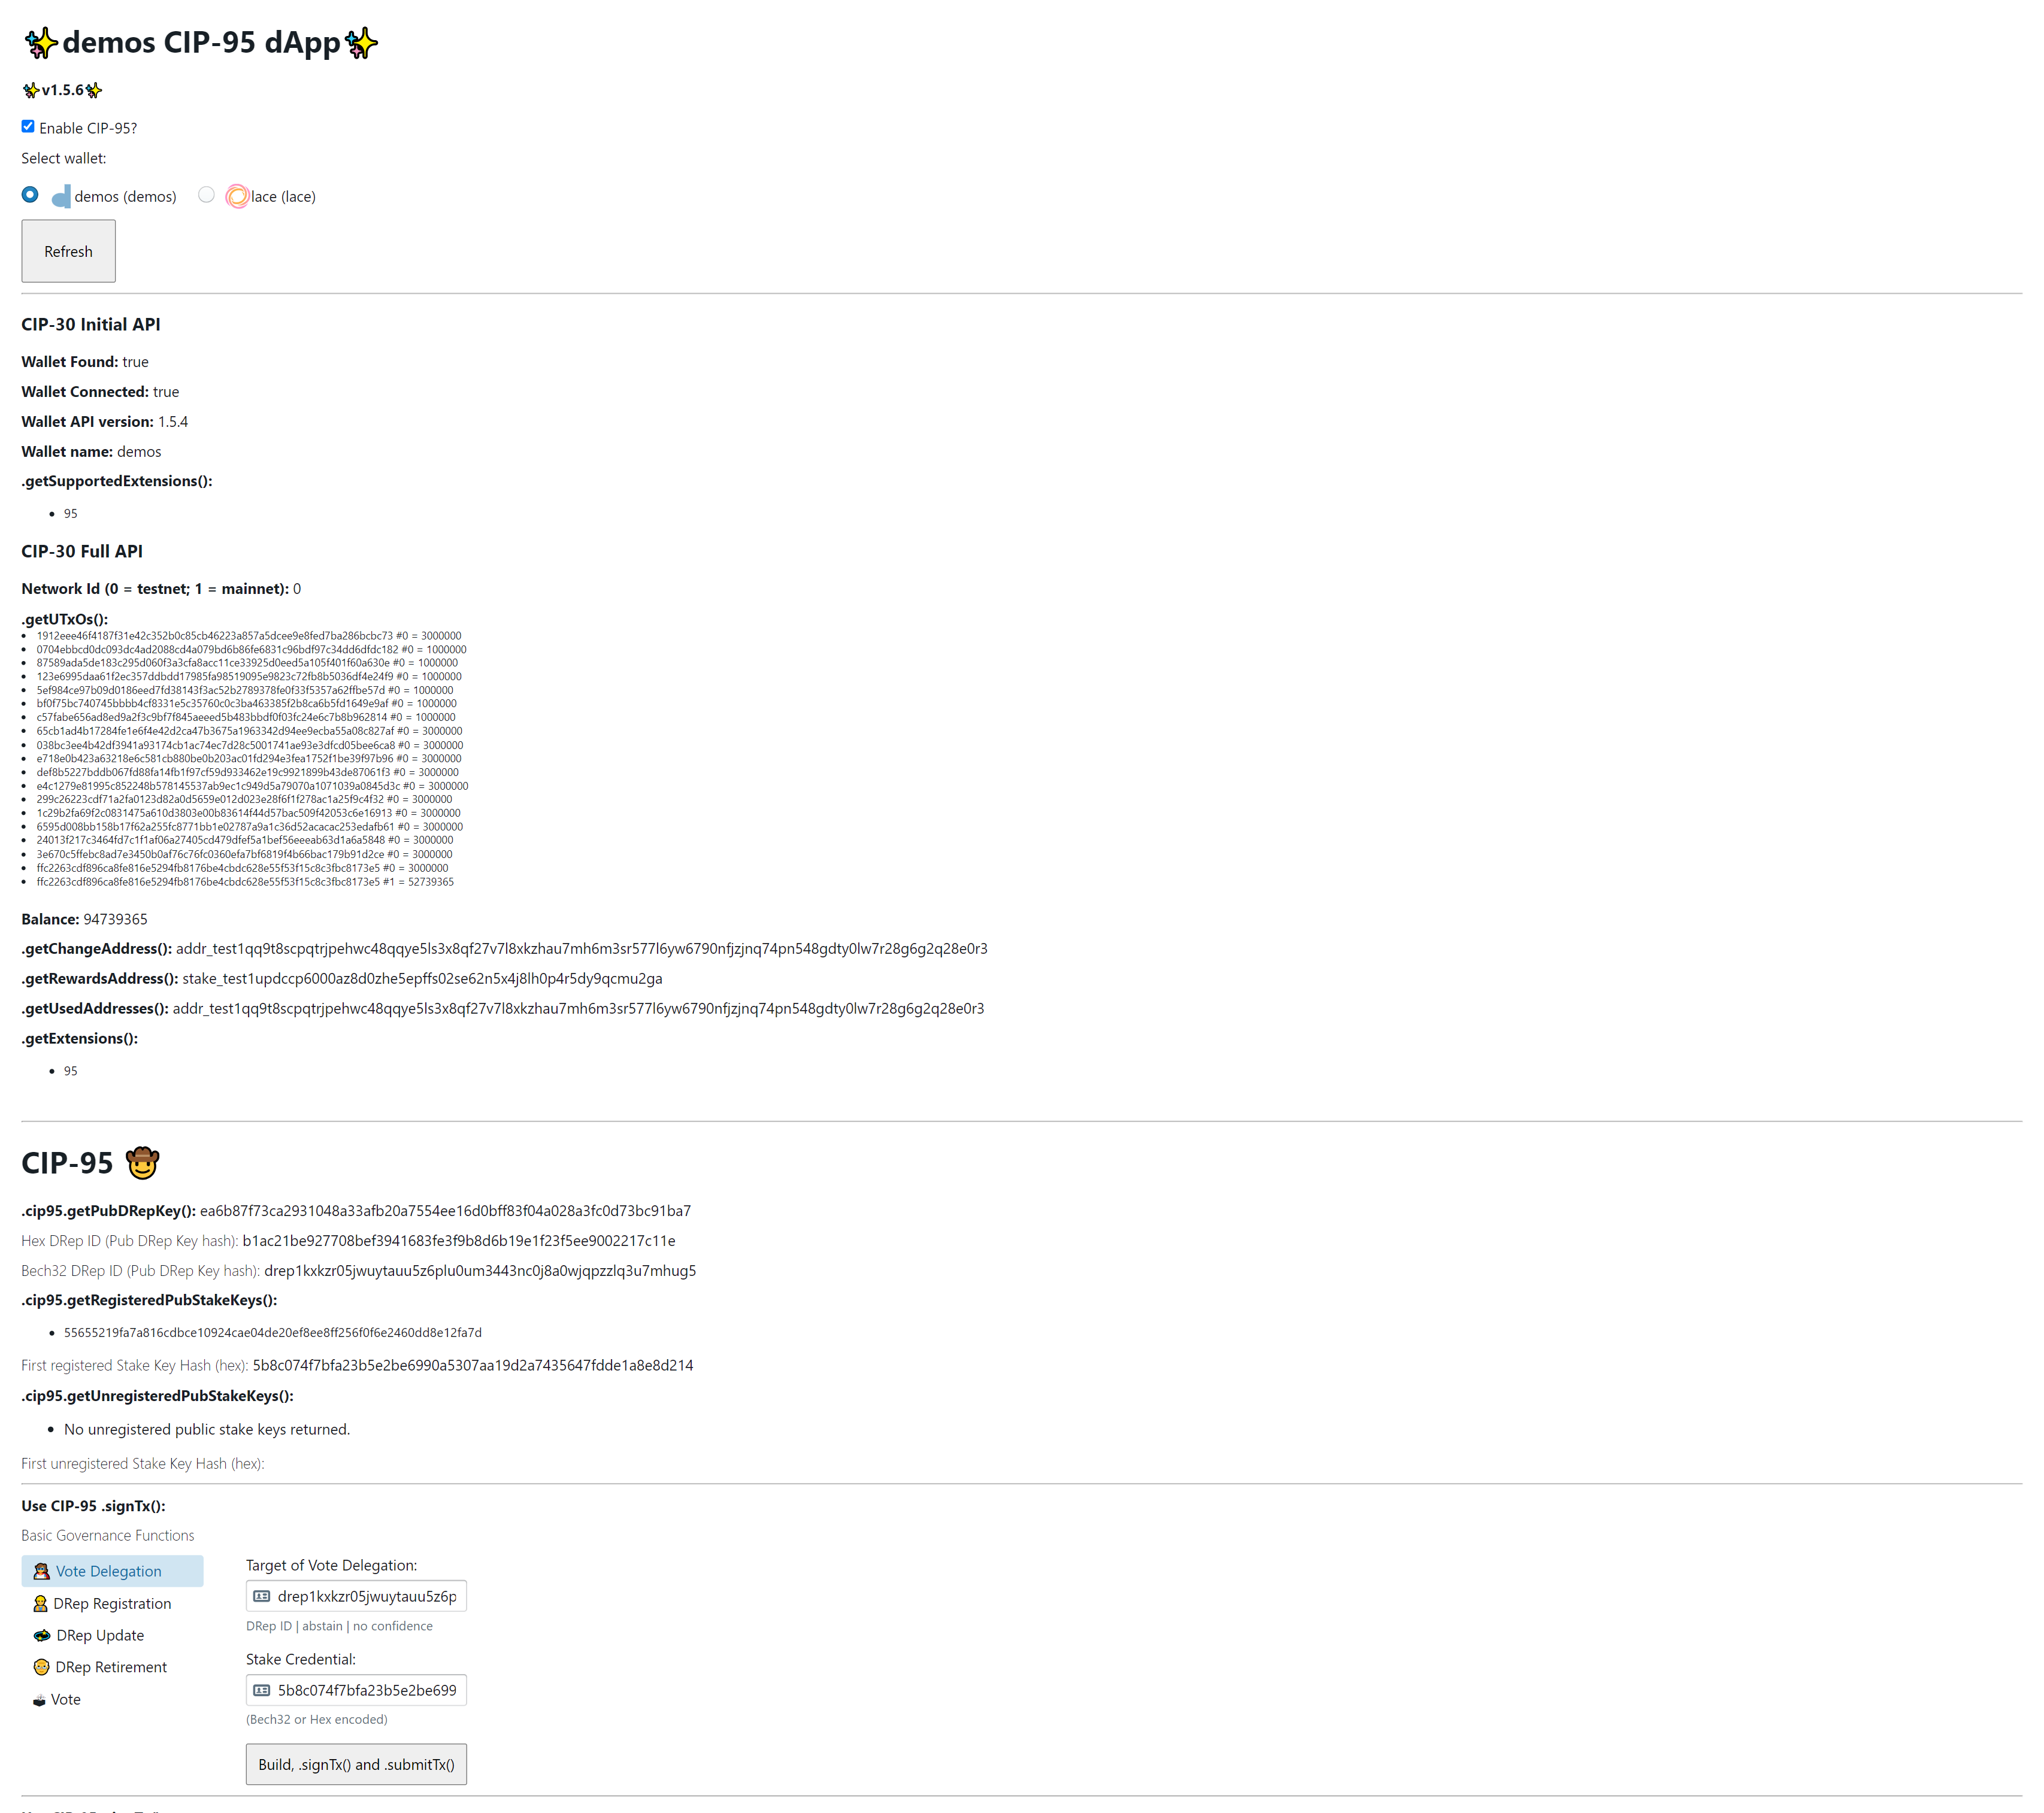 ✨demos CIP-95 dApp✨
✨v1.5.6✨
Enable CIP-95?
Select wallet:
demos (demos) lace (lace)
Refresh
CIP-30 Initial API
Wallet Found: true
Wallet Connected: true
Wallet API version: 1.5.4
Wallet name: demos
.getSupportedExtensions():
• 95
CIP-30 Full API
Network Id (0 = testnet; 1 = mainnet): 0
.getUTxOs():
• 1912eee46f4187f31e42c352b0c85cb46223a857a5dcee9e8fed7ba286bcbc73 #0 = 3000000
• 0704ebbcd0dc093dc4ad2088cd4a079bd6b86fe6831c96bdf97c34dd6dfdc182 #0 = 1000000
• 87589ada5de183c295d060f3a3cfa8acc11ce33925d0eed5a105f401f60a630e #0 = 1000000
• 123e6995daa61f2ec357ddbdd17985fa98519095e9823c72fb8b5036df4e24f9 #0 = 1000000
• 5ef984ce97b09d0186eed7fd38143f3ac52b2789378fe0f33f5357a62ffbe57d #0 = 1000000
• bf0f75bc740745bbbb4cf8331e5c35760c0c3ba463385f2b8ca6b5fd1649e9af #0 = 1000000
• c57fabe656ad8ed9a2f3c9bf7f845aeeed5b483bbdf0f03fc24e6c7b8b962814 #0 = 1000000
• 65cb1ad4b17284fe1e6f4e42d2ca47b3675a1963342d94ee9ecba55a08c827af #0 = 3000000
• 038bc3ee4b42df3941a93174cb1ac74ec7d28c5001741ae93e3dfcd05bee6ca8 #0 = 3000000
• e718e0b423a63218e6c581cb880be0b203ac01fd294e3fea1752f1be39f97b96 #0 = 3000000
• def8b5227bddb067fd88fa14fb1f97cf59d933462e19c9921899b43de87061f3 #0 = 3000000
• e4c1279e81995c852248b578145537ab9ec1c949d5a79070a1071039a0845d3c #0 = 3000000
• 299c26223cdf71a2fa0123d82a0d5659e012d023e28f6f1f278ac1a25f9c4f32 #0 = 3000000
• 1c29b2fa69f2c0831475a610d3803e00b83614f44d57bac509f42053c6e16913 #0 = 3000000
• 6595d008bb158b17f62a255fc8771bb1e02787a9a1c36d52acacac253edafb61 #0 = 3000000
• 24013f217c3464fd7c1f1af06a27405cd479dfef5a1bef56eeeab63d1a6a5848 #0 = 3000000
• 3e670c5ffebc8ad7e3450b0af76c76fc0360efa7bf6819f4b66bac179b91d2ce #0 = 3000000
• ffc2263cdf896ca8fe816e5294fb8176be4cbdc628e55f53f15c8c3fbc8173e5 #0 = 3000000
• ffc2263cdf896ca8fe816e5294fb8176be4cbdc628e55f53f15c8c3fbc8173e5 #1 = 52739365
Balance: 94739365
.getChangeAddress(): addr_test1qq9t8scpqtrjpehwc48qqye5ls3x8qf27v7l8xkzhau7mh6m3sr577l6yw6790nfjzjnq74pn548gdty0lw7r28g6g2q28e0r3
.getRewardsAddress(): stake_test1updccp6000az8d0zhe5epffs02se62n5x4j8lh0p4r5dy9qcmu2ga
.getUsedAddresses(): addr_test1qq9t8scpqtrjpehwc48qqye5ls3x8qf27v7l8xkzhau7mh6m3sr577l6yw6790nfjzjnq74pn548gdty0lw7r28g6g2q28e0r3
.getExtensions():
• 95
CIP-95 🤠
.cip95.getPubDRepKey(): ea6b87f73ca2931048a33afb20a7554ee16d0bff83f04a028a3fc0d73bc91ba7
Hex DRep ID (Pub DRep Key hash): b1ac21be927708bef3941683fe3f9b8d6b19e1f23f5ee9002217c11e
Bech32 DRep ID (Pub DRep Key hash): drep1kxkzr05jwuytauu5z6plu0um3443nc0j8a0wjqpzzlq3u7mhug5
.cip95.getRegisteredPubStakeKeys():
• 55655219fa7a816cdbce10924cae04de20ef8ee8ff256f0f6e2460dd8e12fa7d
First registered Stake Key Hash (hex): 5b8c074f7bfa23b5e2be6990a5307aa19d2a7435647fdde1a8e8d214
.cip95.getUnregisteredPubStakeKeys():
• No unregistered public stake keys returned.
First unregistered Stake Key Hash (hex):
Use CIP-95 .signTx():
Basic Governance Functions
Vote Delegation
DRep Registration
DRep Update
DRep Retirement
Vote
Target of Vote Delegation:
drep1kxkzr05jwuytauu5z6p
DRep ID | abstain | no confidence
Stake Credential:
5b8c074f7bfa23b5e2be699
(Bech32 or Hex encoded)
Build, .signTx() and .submitTx()